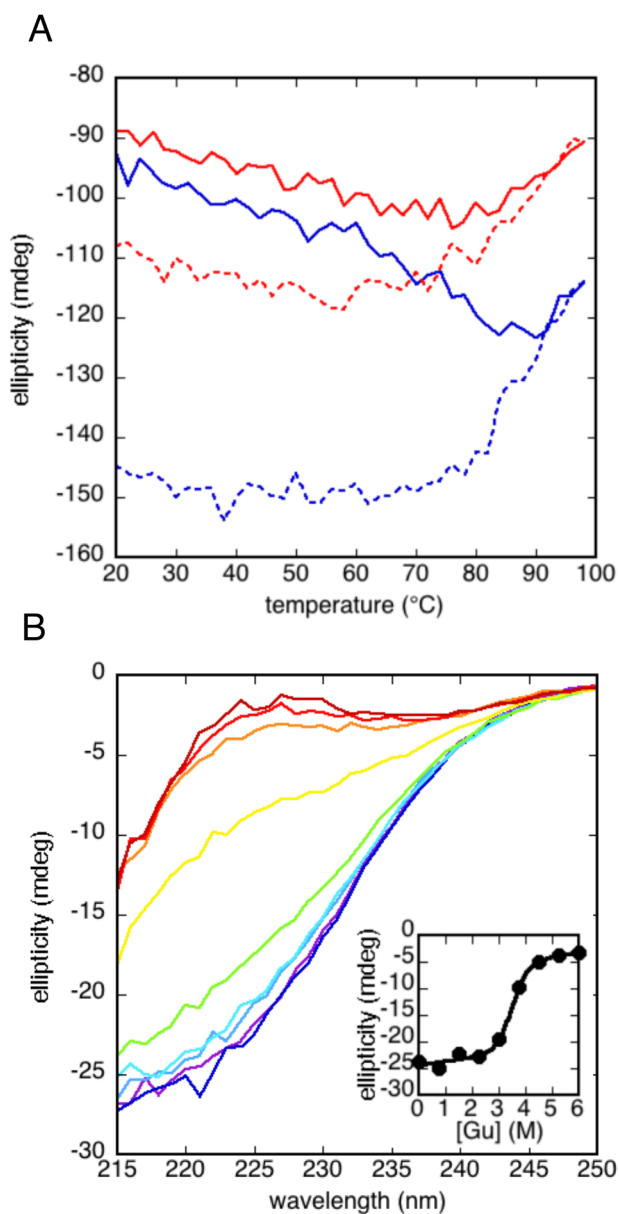 A
-80
-90
-100
-110
-120
-130
-140
-150
-160
ellipticity (mdeg)
20 30 40 50 60 70 80 90 100
temperature (°C)
B
0
-5
-10
-15
-20
-25
-30
ellipticity (mdeg)
0
-5
-10
-15
-20
-25
-30
ellipticity (mdeg)
0 1 2 3 4 5 6
[Gu] (M)
215 220 225 230 235 240 245 250
wavelength (nm)